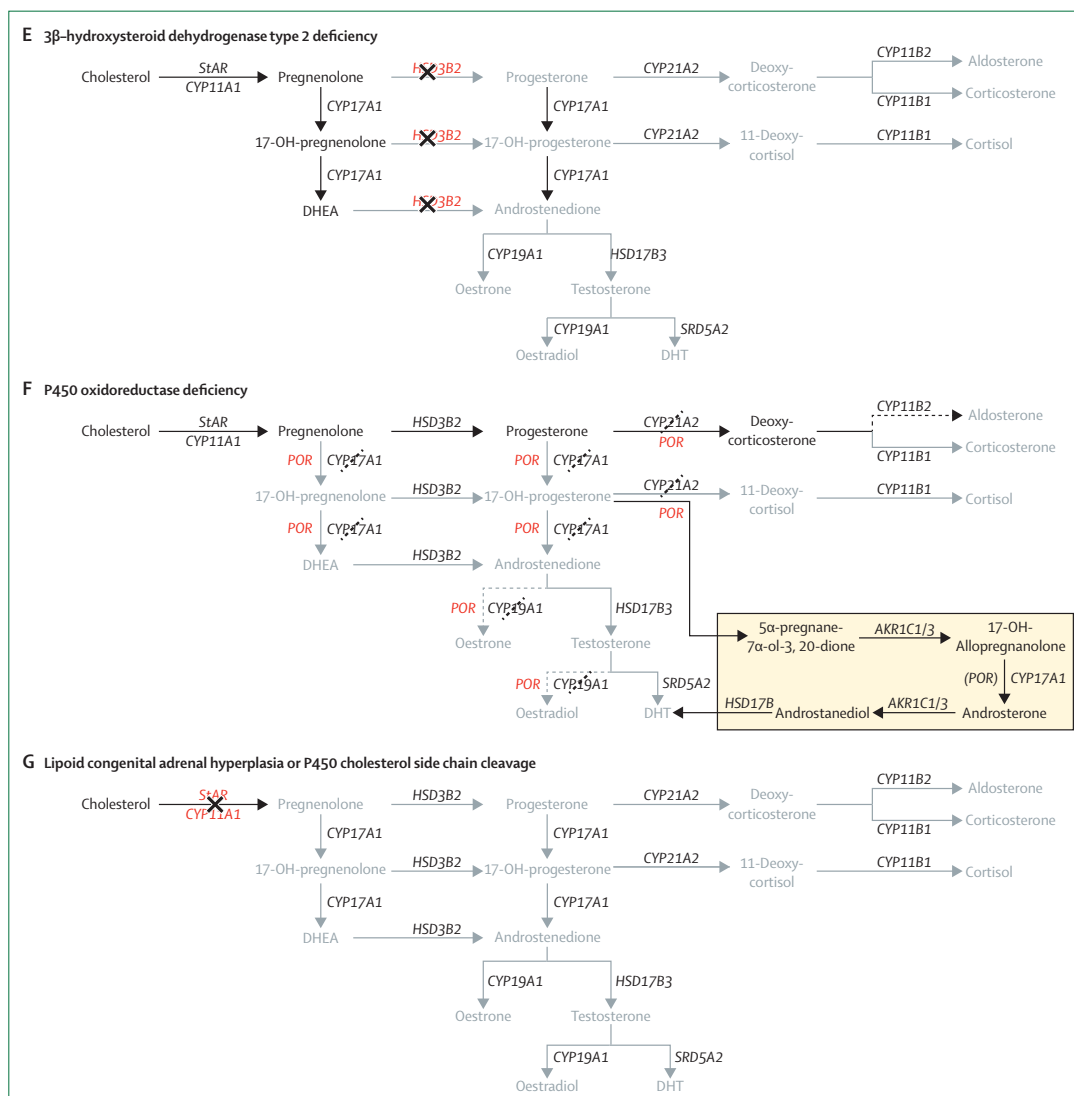 E 3β–hydroxysteroid dehydrogenase type 2 deficiency
Cholesterol StAR CYP11A1 Pregnenolone HSD3B2 Progesterone CYP21A2 Deoxy-corticosterone CYP11B2 Aldosterone
CYP11B1 Corticosterone
CYP17A1 CYP17A1
17-OH-pregnenolone HSD3B2 17-OH-progesterone CYP21A2 11-Deoxy-cortisol CYP11B1 Cortisol
CYP17A1 CYP17A1
DHEA HSD3B2 Androstenedione
CYP19A1 HSD17B3
Oestrone Testosterone
CYP19A1 SRD5A2
Oestradiol DHT
F P450 oxidoreductase deficiency
Cholesterol StAR CYP11A1 Pregnenolone HSD3B2 Progesterone CYP21A2 POR Deoxy-corticosterone CYP11B2 Aldosterone
CYP11B1 Corticosterone
POR CYP17A1 POR CYP17A1
17-OH-pregnenolone HSD3B2 17-OH-progesterone CYP21A2 POR 11-Deoxy-cortisol CYP11B1 Cortisol
POR CYP17A1 POR CYP17A1
DHEA HSD3B2 Androstenedione
POR CYP19A1 HSD17B3
Oestrone Testosterone
POR CYP19A1 SRD5A2
Oestradiol DHT
5α-pregnane-7α-ol-3, 20-dione AKR1C1/3 17-OH-Allopregnanolone
(POR) CYP17A1
HSD17B Androstanediol AKR1C1/3 Androsterone
G Lipoid congenital adrenal hyperplasia or P450 cholesterol side chain cleavage
Cholesterol StAR CYP11A1 Pregnenolone HSD3B2 Progesterone CYP21A2 Deoxy-corticosterone CYP11B2 Aldosterone
CYP11B1 Corticosterone
CYP17A1 CYP17A1
17-OH-pregnenolone HSD3B2 17-OH-progesterone CYP21A2 11-Deoxy-cortisol CYP11B1 Cortisol
CYP17A1 CYP17A1
DHEA HSD3B2 Androstenedione
CYP19A1 HSD17B3
Oestrone Testosterone
CYP19A1 SRD5A2
Oestradiol DHT